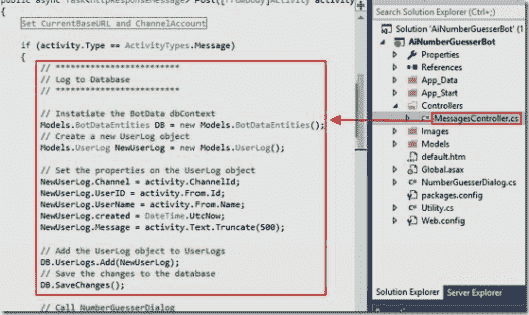 public async Task<HttpResponseMessage> Post([FromBody]Activity activity
Set CurrentBaseURL and ChannelAccount
if (activity.Type == ActivityTypes.Message)
{
// **************************
// Log to Database
// **************************
// Instatiate the BotData dbContext
Models.BotDataEntities DB = new Models.BotDataEntities();
// Create a new UserLog object
Models.UserLog NewUserLog = new Models.UserLog();
// Set the properties on the UserLog object
NewUserLog.Channel = activity.ChannelId;
NewUserLog.UserID = activity.From.Id;
NewUserLog.UserName = activity.From.Name;
NewUserLog.created = DateTime.UtcNow;
NewUserLog.Message = activity.Text.Truncate(500);
// Add the UserLog object to UserLogs
DB.UserLogs.Add(NewUserLog);
// Save the changes to the database
DB.SaveChanges();
// Call NumberGuesserDialog
Search Solution Explorer (Ctrl+;)
Solution 'AiNumberGuesserBot' (1
AiNumberGuesserBot
Properties
References
App_Data
App_Start
Controllers
MessagesController.cs
Images
Models
default.htm
Global.asax
NumberGuesserDialog.cs
packages.config
Utility.cs
Web.config
Solution Explorer
Server Explorer